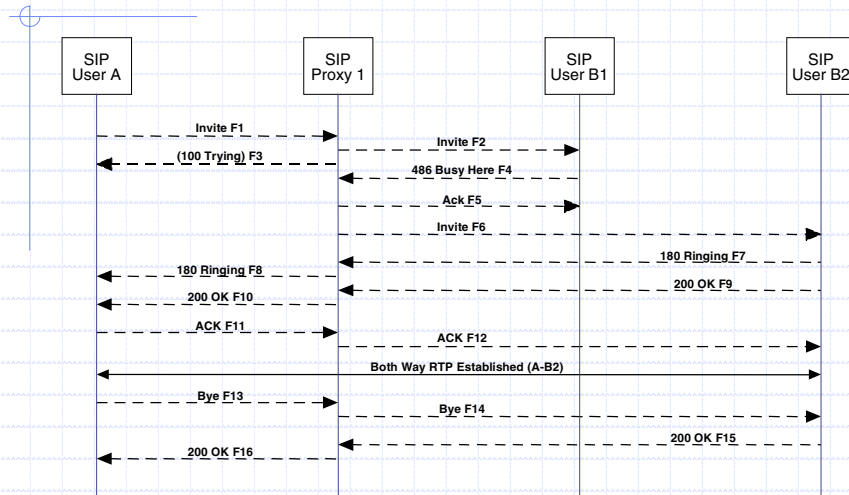 SIP
User A
SIP
Proxy 1
SIP
User B1
SIP
User B2
Invite F1
Invite F2
(100 Trying) F3
486 Busy Here F4
Ack F5
Invite F6
180 Ringing F7
180 Ringing F8
200 OK F9
200 OK F10
ACK F11
ACK F12
Both Way RTP Established (A-B2)
Bye F13
Bye F14
200 OK F15
200 OK F16